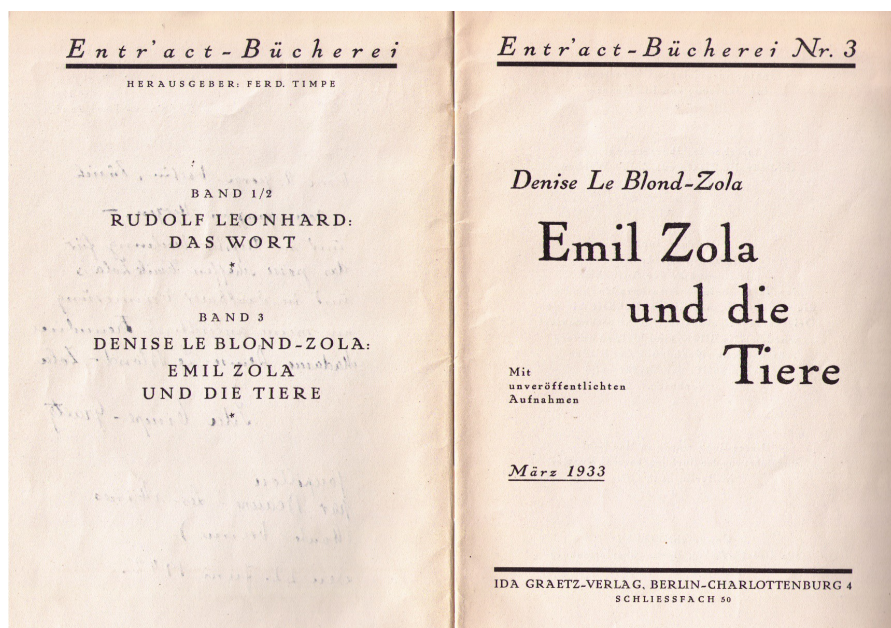 Entr'act-Bücherei
HERAUSGEBER: FERD. TIMPE
BAND 1/2
RUDOLF LEONHARD:
DAS WORT
*
BAND 3
DENISE LE BLOND-ZOLA:
EMIL ZOLA
UND DIE TIERE
*
Entr'act-Bücherei Nr. 3
Denise Le Blond-Zola
Emil Zola
und die
Tiere
Mit
unveröffentlichten
Aufnahmen
März 1933
IDA GRAETZ-VERLAG, BERLIN-CHARLOTTENBURG 4
SCHLIESSFACH 50